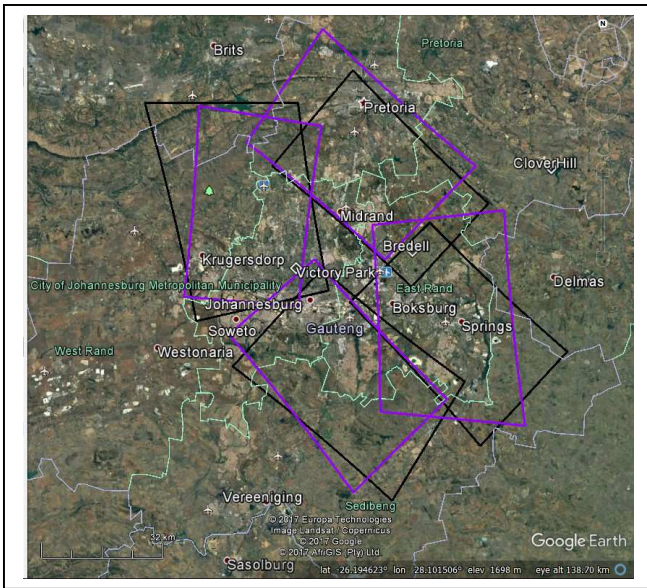 N
Brits
Pretoria
Pretoria
CloverHill
Midrand
Bredell
Krugersdorp
Victory Park
City of Johannesburg Metropolitan Municipality
East Rand
Delmas
Johannesburg
Boksburg
Soweto
Gauteng
Springs
West Rand
Westonaria
Vereeniging
Sedibeng
© 2017 Europa Technologies
Image Landsat / Copernicus
© 2017 Google
© 2017 AfriGIS (Pty) Ltd.
32 km
Google Earth
Sasolburg
lat -26.194623° lon 28.101506° elev 1698 m eye alt 138.70 km